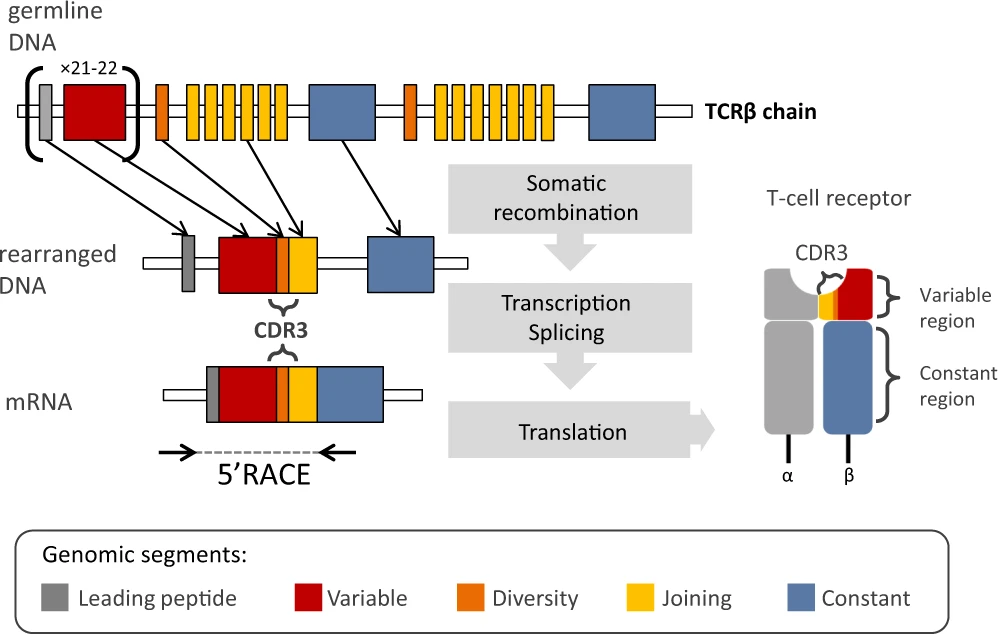 germline
DNA
×21-22
TCRβ chain
Somatic
recombination
T-cell receptor
rearranged
DNA
CDR3
CDR3
Transcription
Splicing
Variable
region
Constant
region
mRNA
Translation
5’RACE
α
β
Genomic segments:
Leading peptide
Variable
Diversity
Joining
Constant